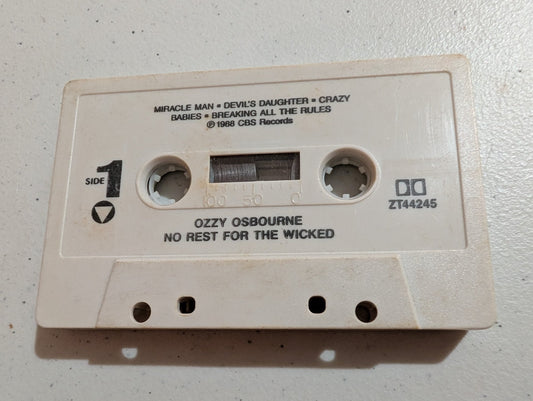 MIRACLE MAN • DEVIL'S DAUGHTER • CRAZY
BABIES • BREAKING ALL THE RULES
℗ 1988 CBS Records
SIDE 1
100 50 0
ZT44245
OZZY OSBOURNE
NO REST FOR THE WICKED